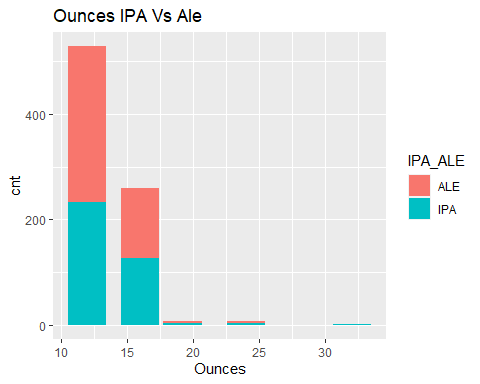 Ounces IPA Vs Ale
400
200
0
cnt
10 15 20 25 30
Ounces
IPA_ALE
ALE
IPA